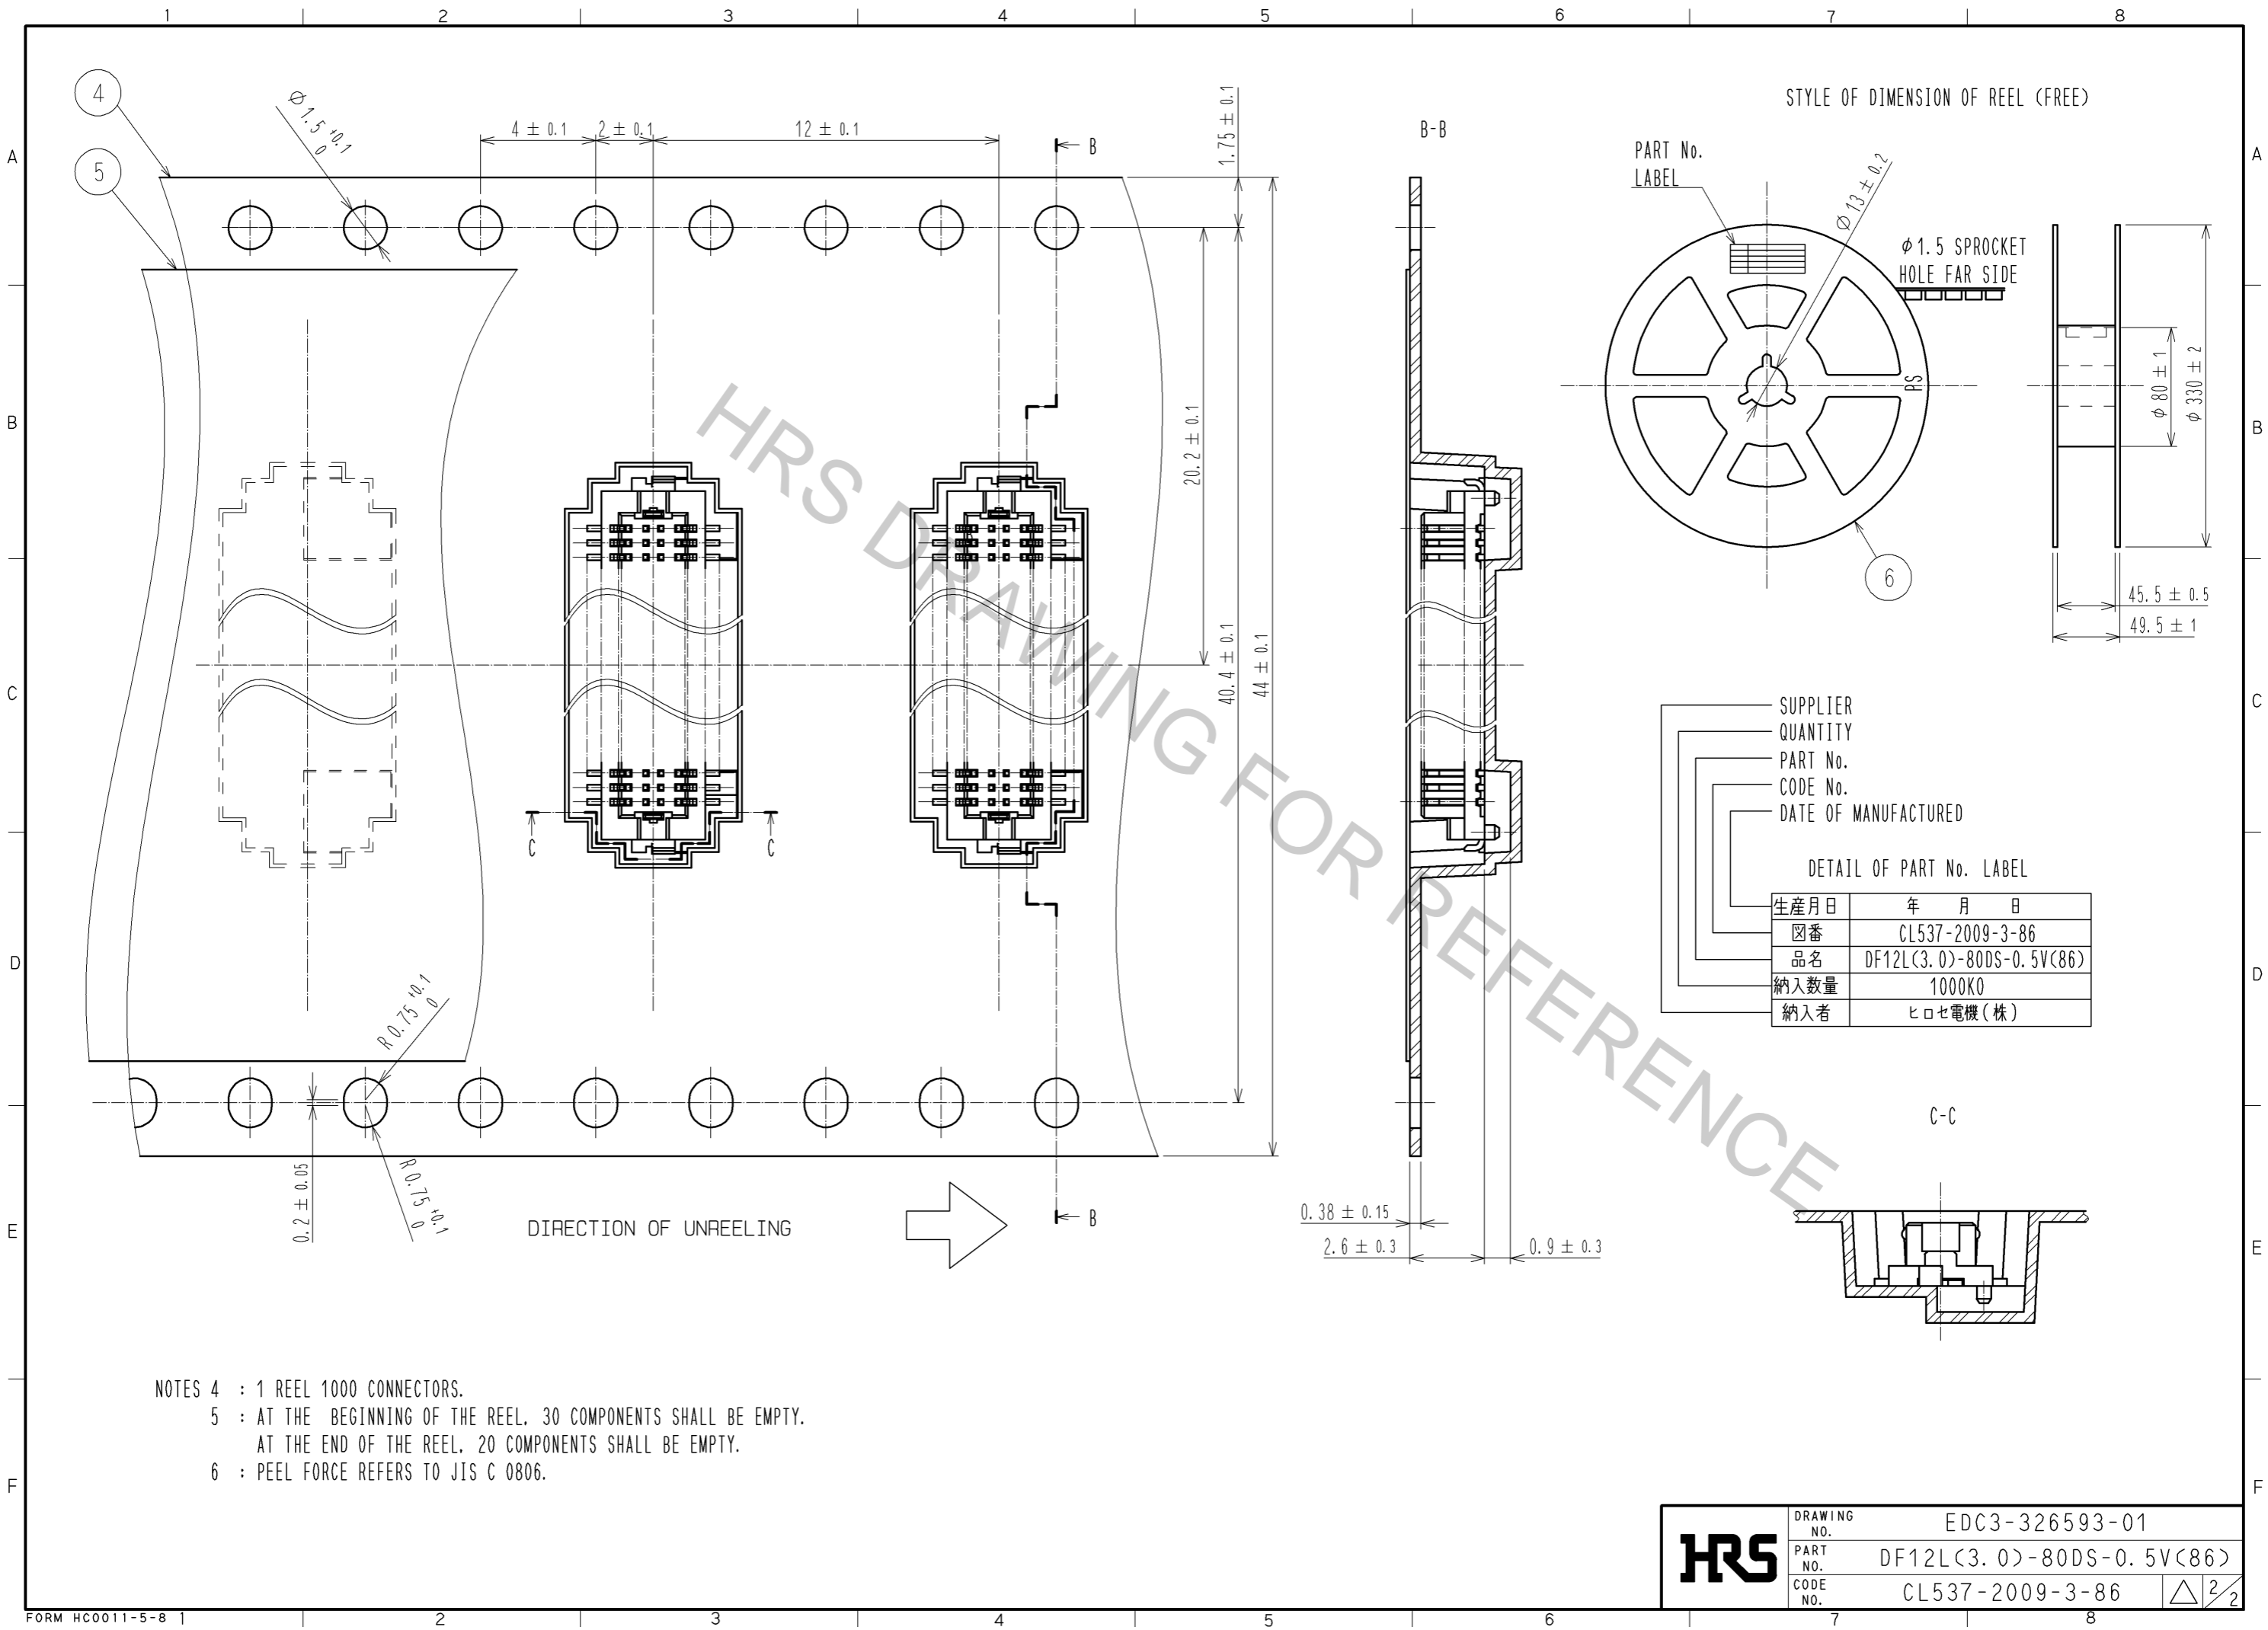 1 2 3 4 5 6 7 8
A
B
C
D
E
F
A
B
C
D
E
F
4
5
φ1.5 +0.1 0
4 ± 0.1
2 ± 0.1
12 ± 0.1
B
1.75 ± 0.1
20.2 ± 0.1
40.4 ± 0.1
44 ± 0.1
C
C
R0.75 +0.1 0
R0.75 +0.1 0
0.2 ± 0.05
DIRECTION OF UNREELING
B
B-B
0.38 ± 0.15
2.6 ± 0.3
0.9 ± 0.3
STYLE OF DIMENSION OF REEL (FREE)
PART No.
LABEL
φ13 ± 0.2
φ1.5 SPROCKET
HOLE FAR SIDE
RS
6
φ80 ± 1
φ330 ± 2
45.5 ± 0.5
49.5 ± 1
SUPPLIER
QUANTITY
PART No.
CODE No.
DATE OF MANUFACTURED
DETAIL OF PART No. LABEL
生産月日 年 月 日
図番 CL537-2009-3-86
品名 DF12L(3.0)-80DS-0.5V(86)
納入数量 1000KO
納入者 ヒロセ電機(株)
C-C
HRS DRAWING FOR REFERENCE
NOTES 4 : 1 REEL 1000 CONNECTORS.
5 : AT THE BEGINNING OF THE REEL, 30 COMPONENTS SHALL BE EMPTY.
AT THE END OF THE REEL, 20 COMPONENTS SHALL BE EMPTY.
6 : PEEL FORCE REFERS TO JIS C 0806.
HRS
DRAWING NO. EDC3-326593-01
PART NO. DF12L(3.0)-80DS-0.5V(86)
CODE NO. CL537-2009-3-86 2/2
FORM HC0011-5-8 1 2 3 4 5 6 7 8